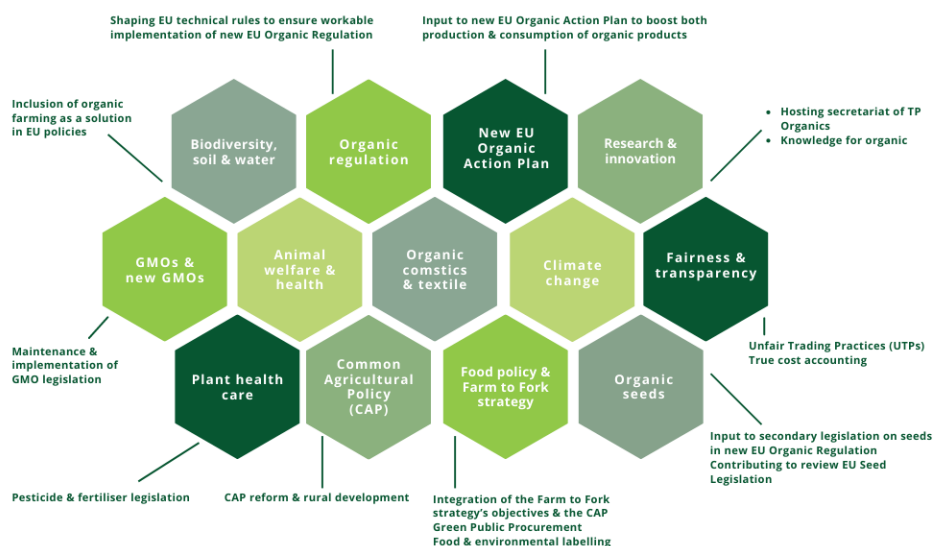 Shaping EU technical rules to ensure workable
implementation of new EU Organic Regulation
Input to new EU Organic Action Plan to boost both
production & consumption of organic products
Inclusion of organic
farming as a solution
in EU policies
• Hosting secretariat of TP
Organics
• Knowledge for organic
Biodiversity,
soil & water
Organic
regulation
New EU
Organic
Action Plan
Research &
innovation
GMOs &
new GMOs
Animal
welfare &
health
Organic
comstics
& textile
Climate
change
Fairness &
transparency
Maintenance &
implementation of
GMO legislation
Unfair Trading Practices (UTPs)
True cost accounting
Plant health
care
Common
Agricultural
Policy
(CAP)
Food policy &
Farm to Fork
strategy
Organic
seeds
Input to secondary legislation on seeds
in new EU Organic Regulation
Contributing to review EU Seed
Legislation
Pesticide & fertiliser legislation
CAP reform & rural development
Integration of the Farm to Fork
strategy's objectives & the CAP
Green Public Procurement
Food & environmental labelling